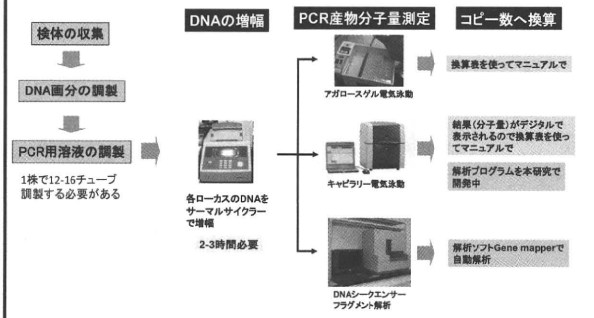 検体の収集
DNA画分の調製
PCR用溶液の調製
1株で12-16チューブ
調製する必要がある
DNAの増幅
各ローカスのDNAを
サーマルサイクラー
で増幅
2-3時間必要
PCR産物分子量測定
アガロースゲル電気泳動
キャピラリー電気泳動
DNAシークエンサー
フラグメント解析
コピー数へ換算
換算表を使ってマニュアルで
結果(分子量)がデジタルで
表示されるので換算表を使っ
てマニュアルで
解析プログラムを本研究で
開発中
解析ソフトGene mapperで
自動解析